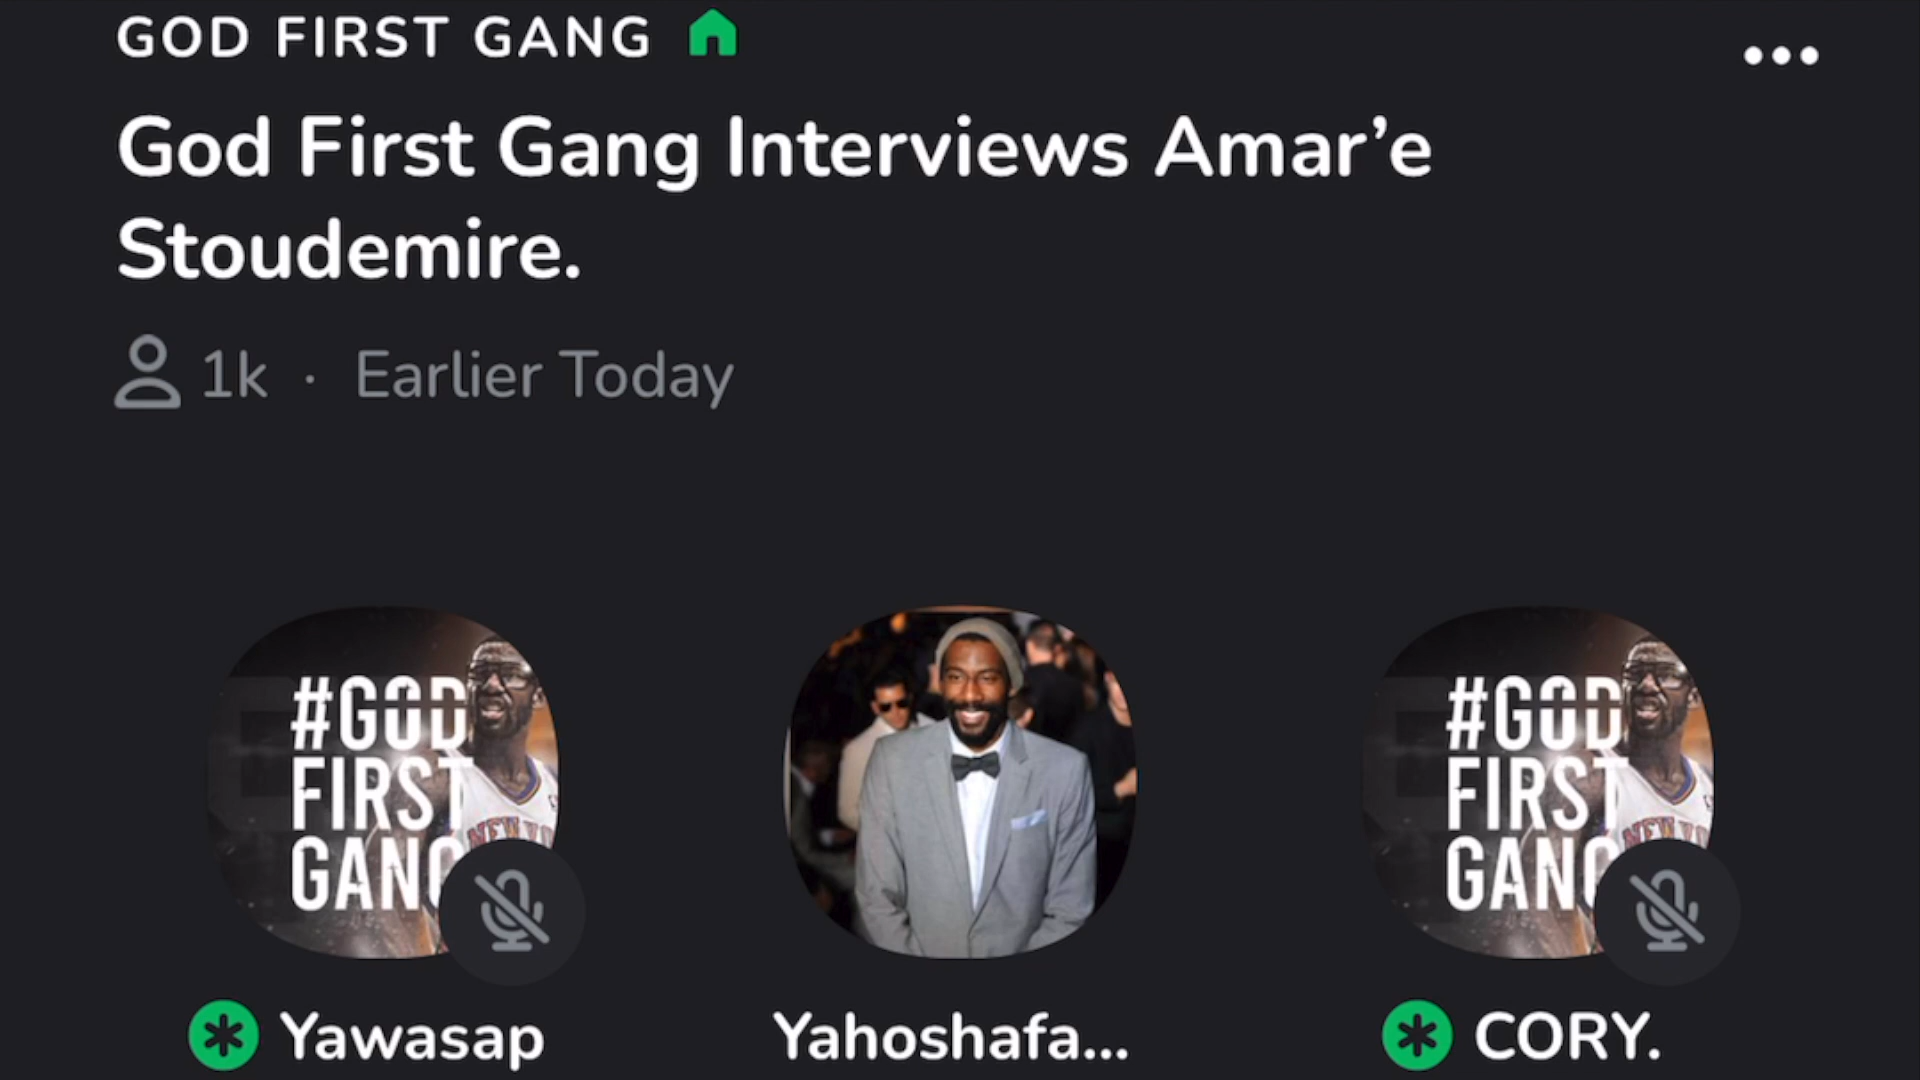 GOD FIRST GANG
God First Gang Interviews Amar’e
Stoudemire.
1k · Earlier Today
#GOD
FIRST
GANG
#GOD
FIRST
GANG
Yawasap
Yahoshafa...
CORY.